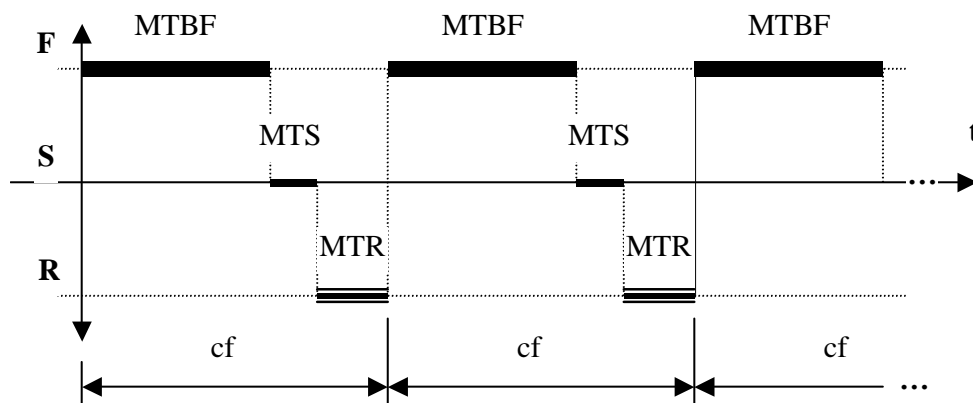 MTBF MTBF MTBF
F
MTS MTS
S t
...
MTR MTR
R
cf cf cf
...